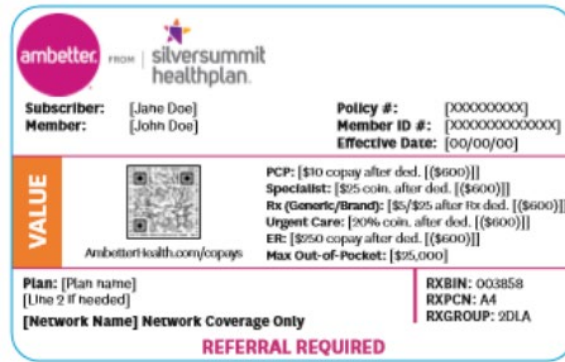 ambetter. FROM silversummit
healthplan.
Subscriber: [Jane Doe]
Member: [John Doe]
Policy #: [XXXXXXXXX]
Member ID #: [XXXXXXXXXXXXX]
Effective Date: [00/00/00]
VALUE
AmbetterHealth.com/copays
PCP: [$10 copay after ded. [($600)]]
Specialist: [$25 coin. after ded. [($600)]]
Rx (Generic/Brand): [$5/$25 after Rx ded. [($600)]]
Urgent Care: [20% coin. after ded. [($600)]]
ER: [$250 copay after ded. [($600)]]
Max Out-of-Pocket: [$25,000]
Plan: [Plan name]
[Line 2 if needed]
[Network Name] Network Coverage Only
RXBIN: 003858
RXPCN: A4
RXGROUP: 2DLA
REFERRAL REQUIRED